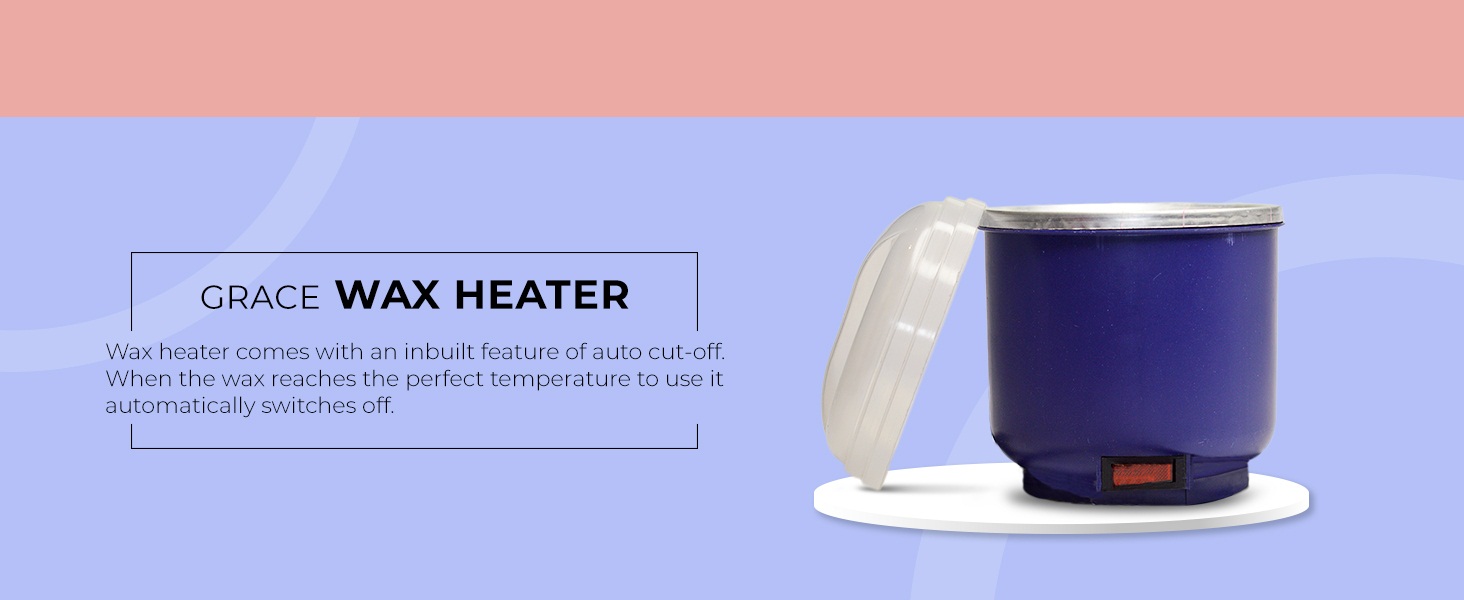 GRACE WAX HEATER
Wax heater comes with an inbuilt feature of auto cut-off.
When the wax reaches the perfect temperature to use it
automatically switches off.